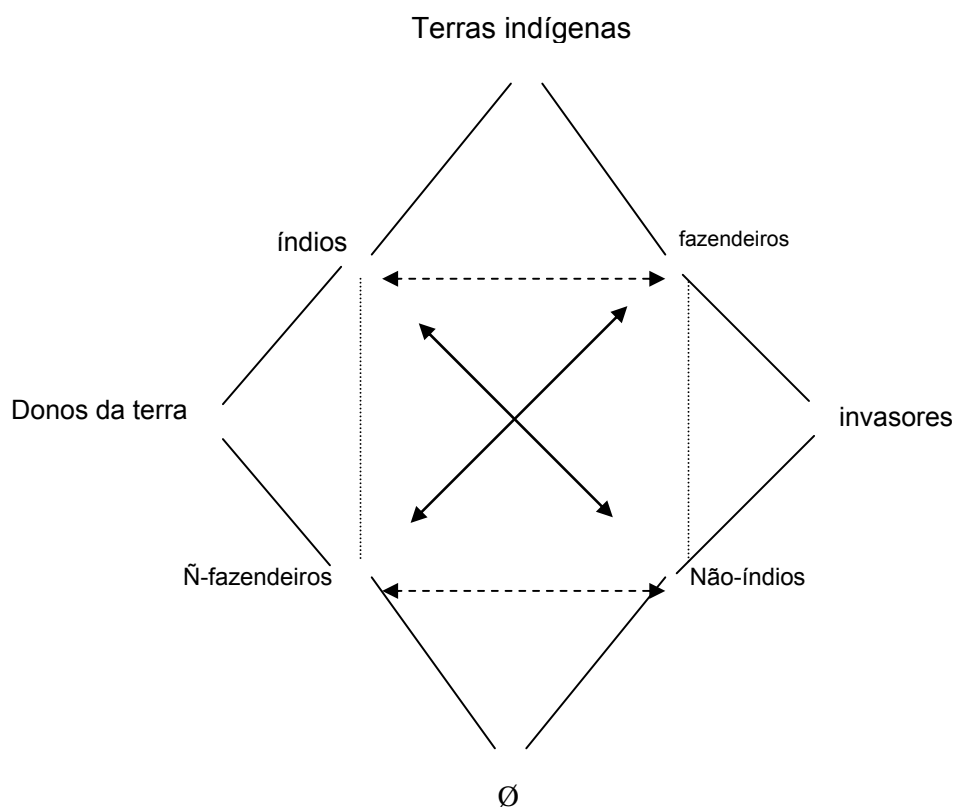 Terras indígenas
índios
fazendeiros
Donos da terra
invasores
Ñ-fazendeiros
Não-índios
Ø